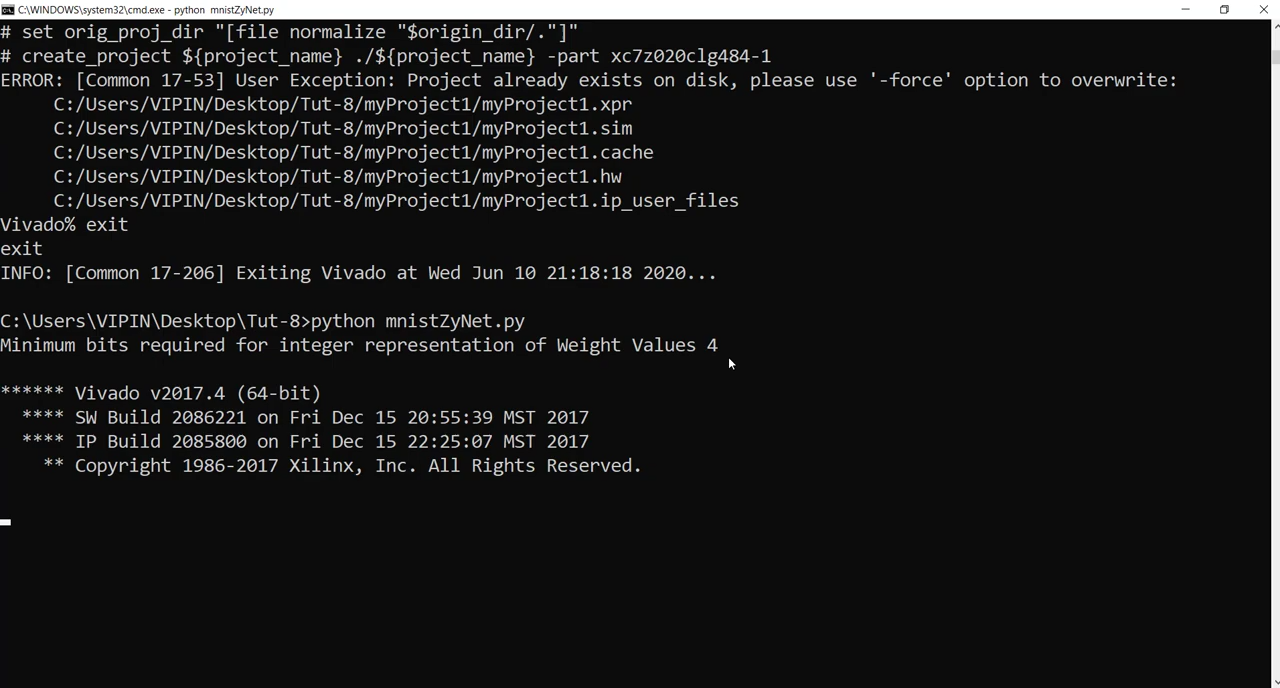 C:\WINDOWS\system32\cmd.exe - python mnistZyNet.py
# set orig_proj_dir "[file normalize "$origin_dir/."]"
# create_project ${project_name} ./${project_name} -part xc7z020clg484-1
ERROR: [Common 17-53] User Exception: Project already exists on disk, please use '-force' option to overwrite:
C:/Users/VIPIN/Desktop/Tut-8/myProject1/myProject1.xpr
C:/Users/VIPIN/Desktop/Tut-8/myProject1/myProject1.sim
C:/Users/VIPIN/Desktop/Tut-8/myProject1/myProject1.cache
C:/Users/VIPIN/Desktop/Tut-8/myProject1/myProject1.hw
C:/Users/VIPIN/Desktop/Tut-8/myProject1/myProject1.ip_user_files
Vivado% exit
exit
INFO: [Common 17-206] Exiting Vivado at Wed Jun 10 21:18:18 2020...
C:\Users\VIPIN\Desktop\Tut-8>python mnistZyNet.py
Minimum bits required for integer representation of Weight Values 4
****** Vivado v2017.4 (64-bit)
**** SW Build 2086221 on Fri Dec 15 20:55:39 MST 2017
**** IP Build 2085800 on Fri Dec 15 22:25:07 MST 2017
** Copyright 1986-2017 Xilinx, Inc. All Rights Reserved.